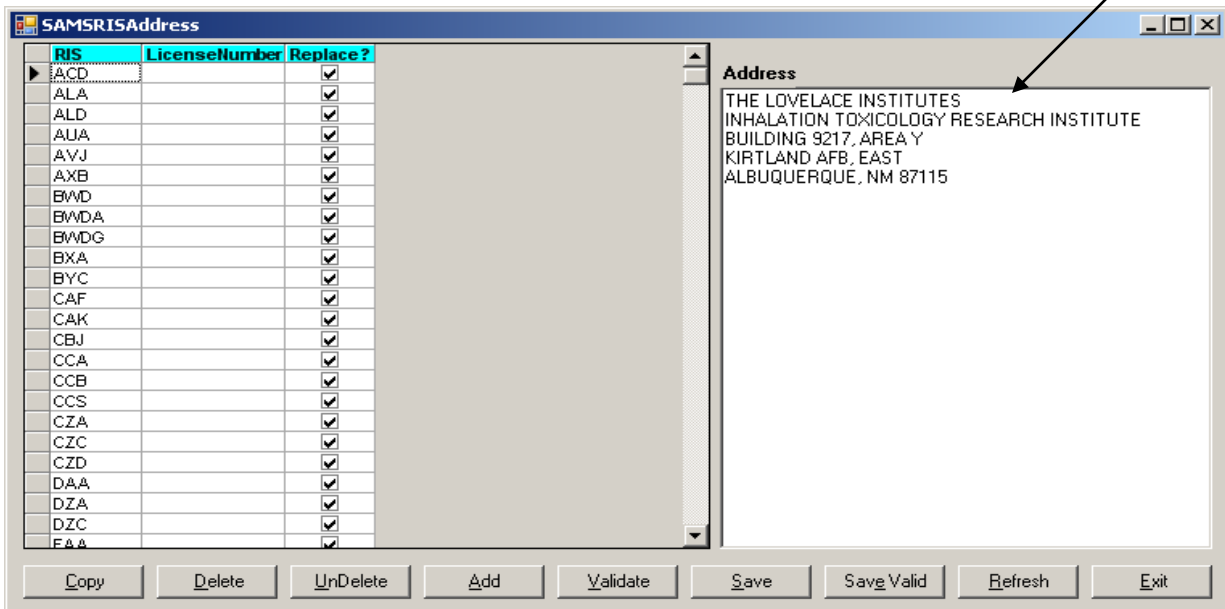 SAMSRISAddress
RIS LicenseNumber Replace?
ACD
ALA
ALD
AUA
AVJ
AXB
BWD
BWDA
BWDG
BXA
BYC
CAF
CAK
CBJ
CCA
CCB
CCS
CZA
CZC
CZD
DAA
DZA
DZC
EAA
Address
THE LOVELACE INSTITUTES
INHALATION TOXICOLOGY RESEARCH INSTITUTE
BUILDING 9217, AREA Y
KIRTLAND AFB, EAST
ALBUQUERQUE, NM 87115
Copy Delete UnDelete Add Validate Save Save Valid Refresh Exit